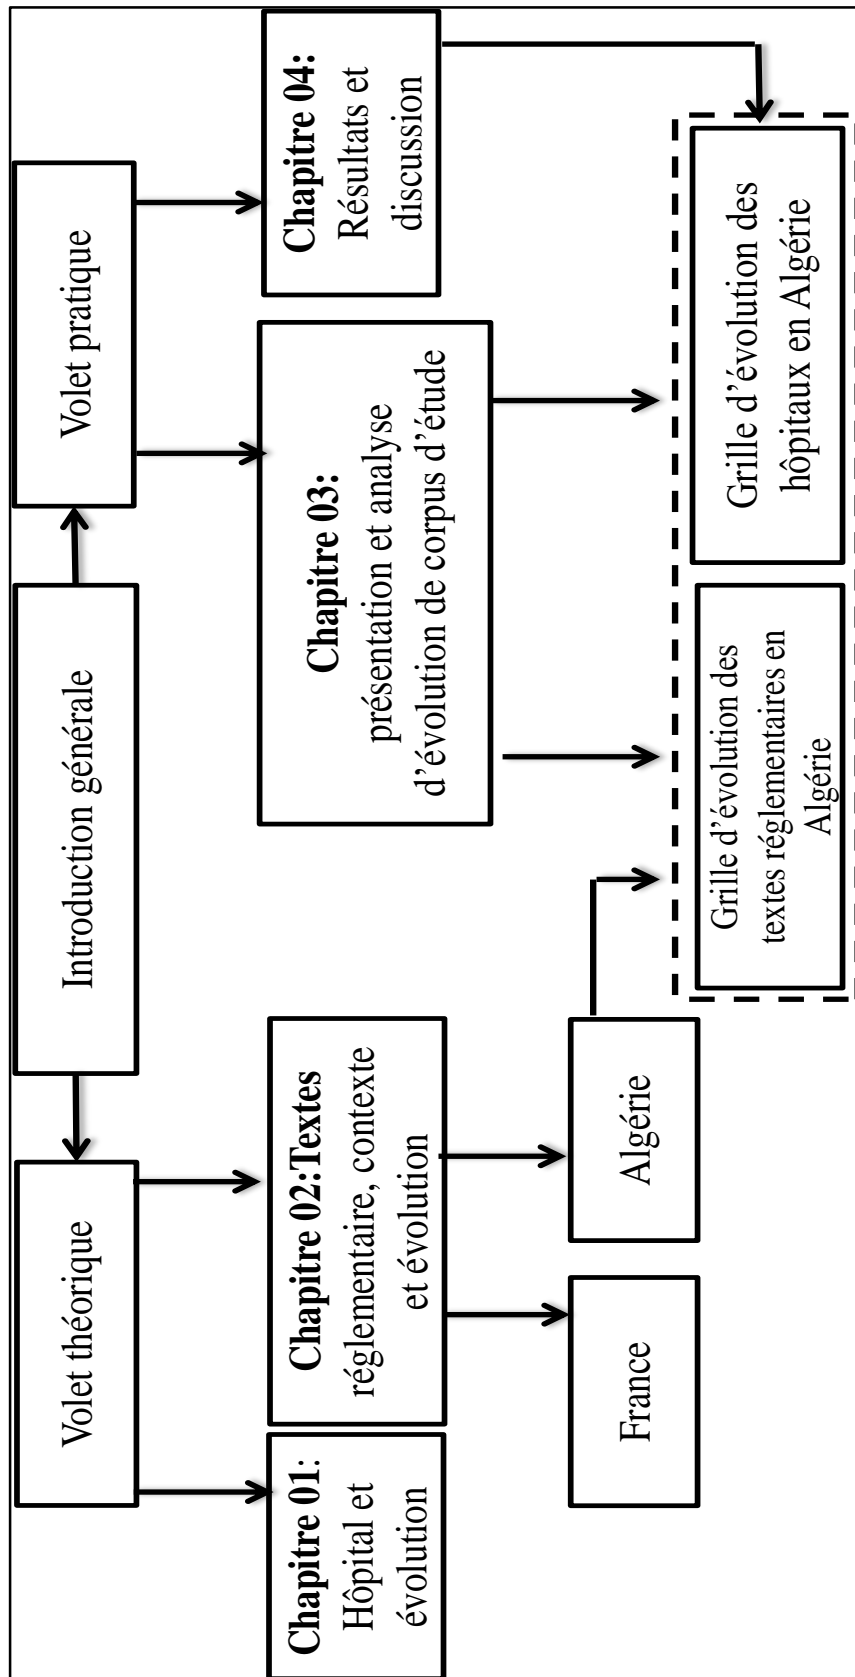 Introduction générale
Volet théorique
Volet pratique
Chapitre 01:
Hôpital et
évolution
Chapitre 02:Textes
réglementaire, contexte
et évolution
Chapitre 03:
présentation et analyse
d’évolution de corpus d’étude
Chapitre 04:
Résultats et
discussion
France
Algérie
Grille d’évolution des
textes réglementaires en
Algérie
Grille d’évolution des
hôpitaux en Algérie